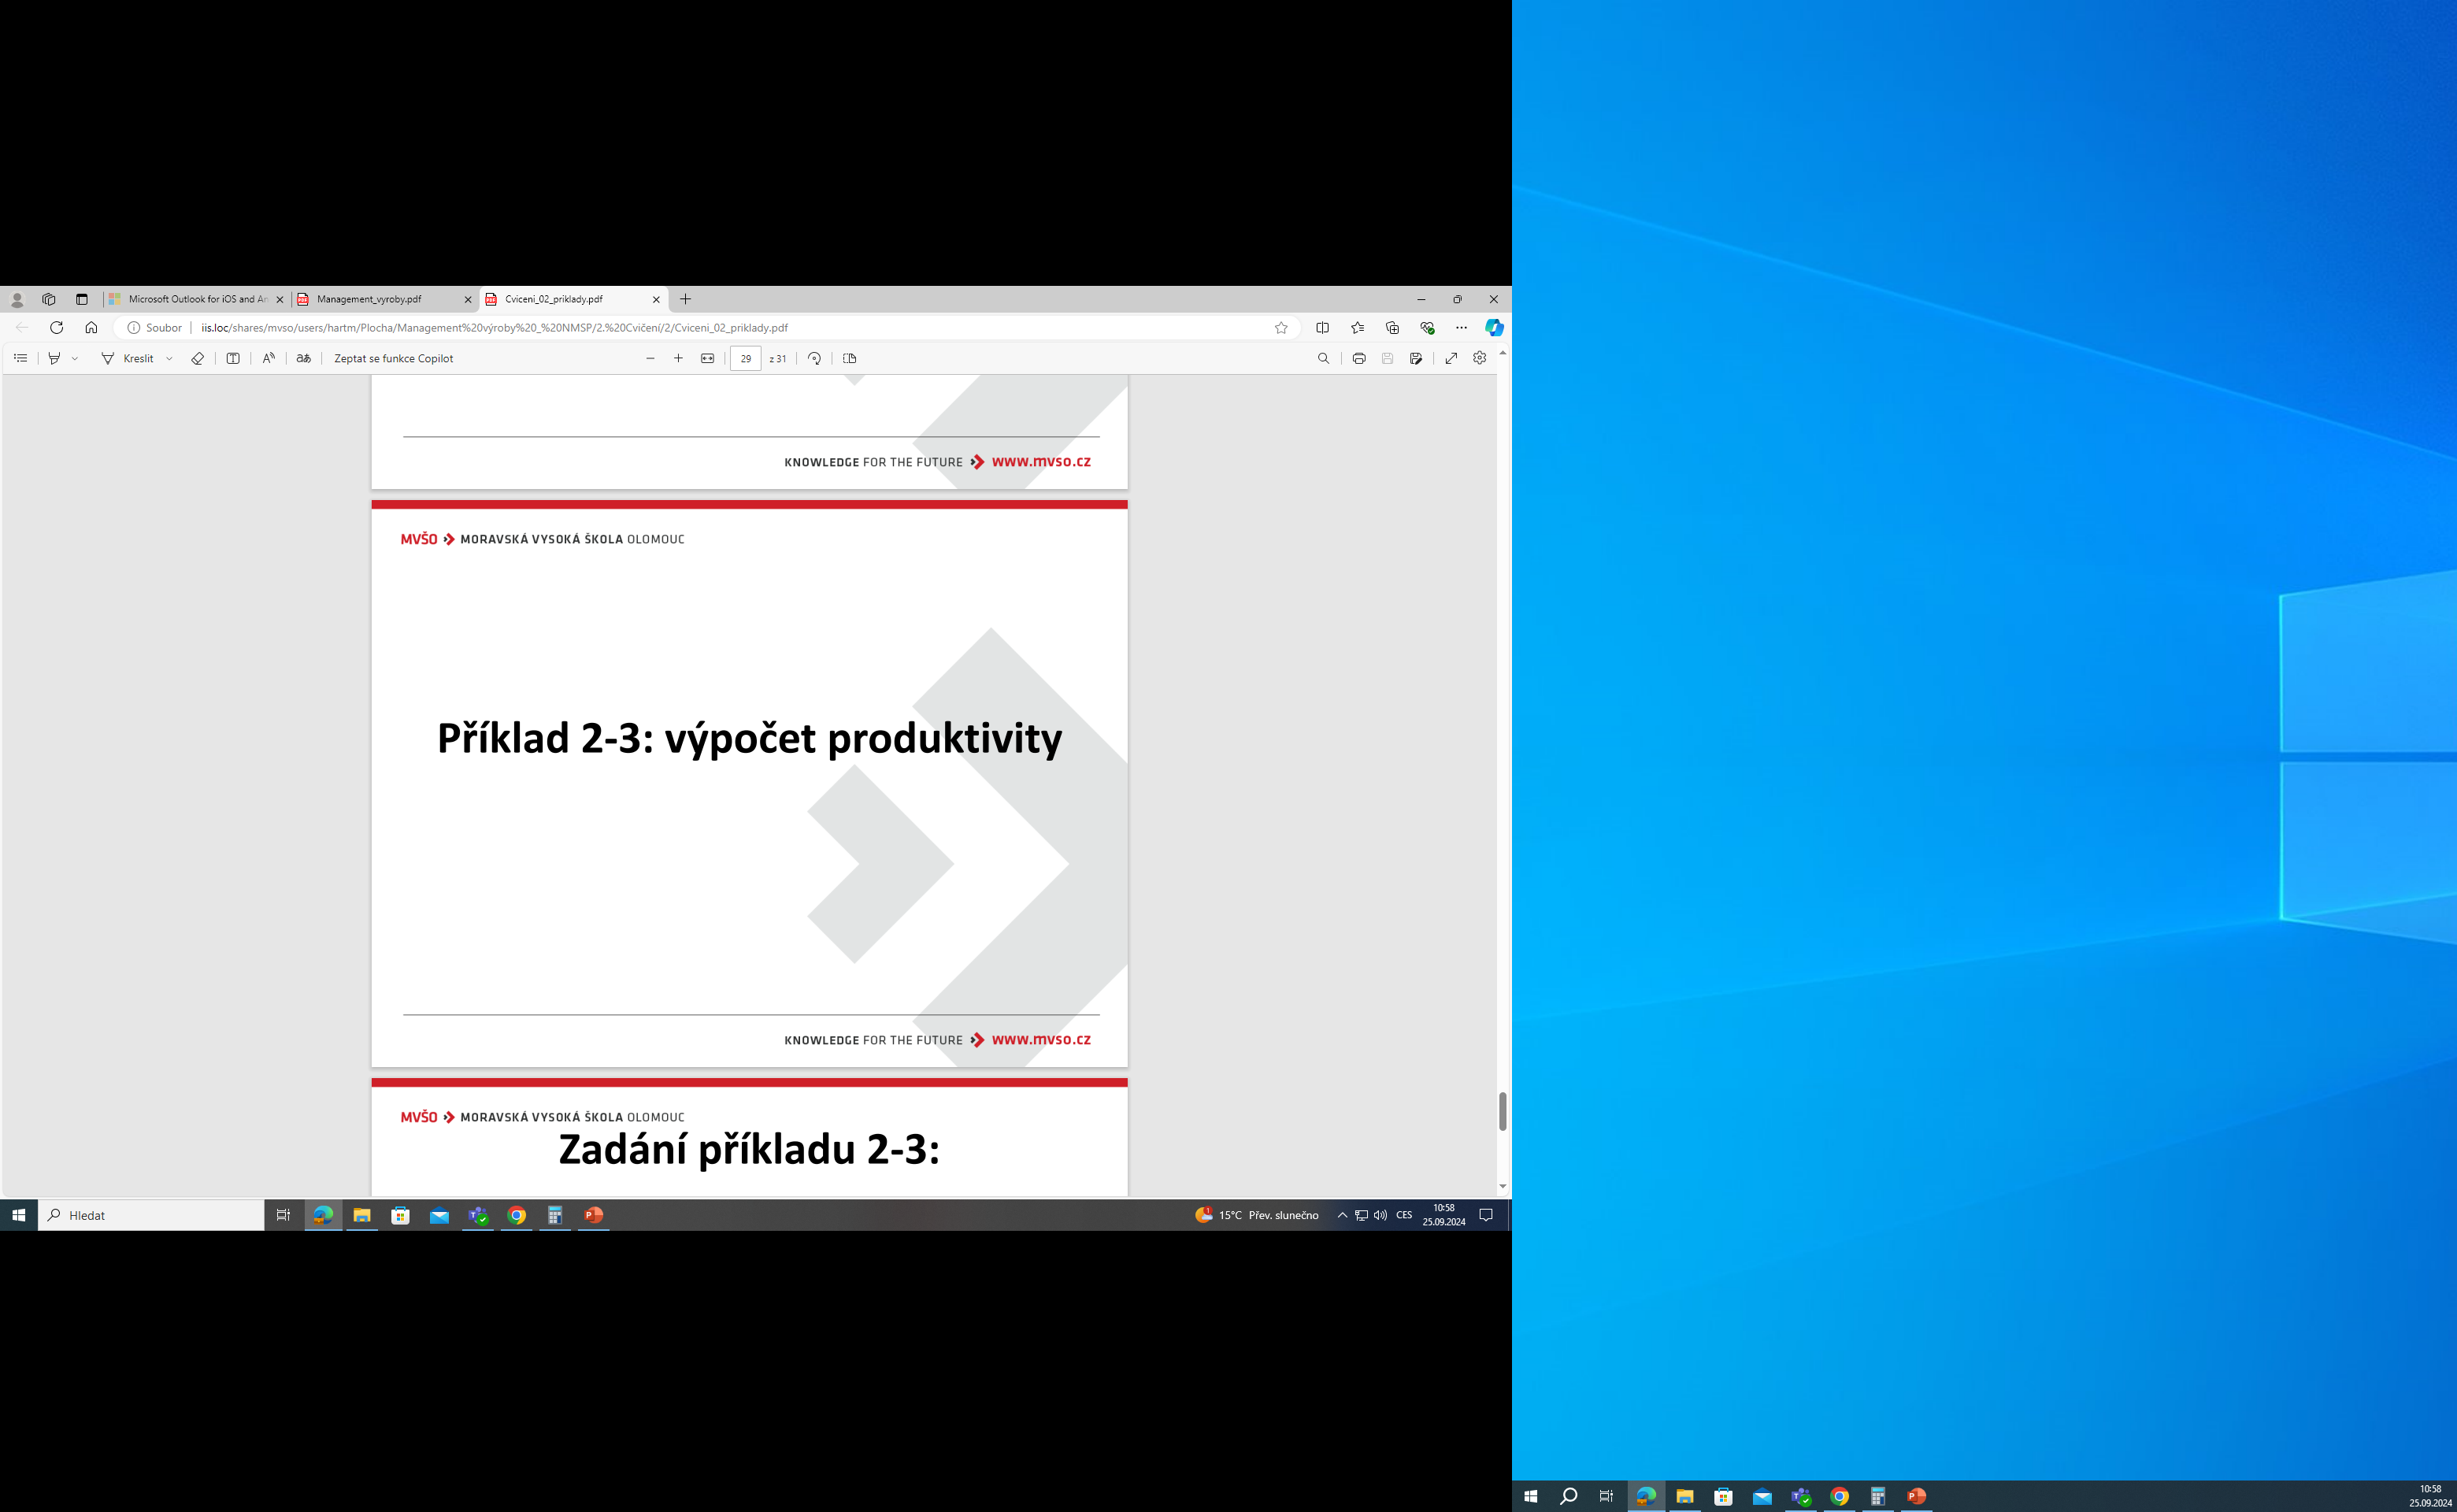 Microsoft Outlook for iOS and An
Management_vyroby.pdf
Cviceni_02_priklady.pdf
Soubor
iis.loc/shares/mvso/users/hartm/Plocha/Management%20výroby%20_%20NMSP/2.%20Cvičení/2/Cviceni_02_priklady.pdf
Kreslit
Zeptat se funkce Copilot
29
z 31
KNOWLEDGE FOR THE FUTURE www.mvso.cz
MVŠO MORAVSKÁ VYSOKÁ ŠKOLA OLOMOUC
Příklad 2-3: výpočet produktivity
KNOWLEDGE FOR THE FUTURE www.mvso.cz
MVŠO MORAVSKÁ VYSOKÁ ŠKOLA OLOMOUC
Zadání příkladu 2-3:
Hledat
15°C Přev. slunečno
CES
10:58
25.09.2024
10:58
25.09.2024